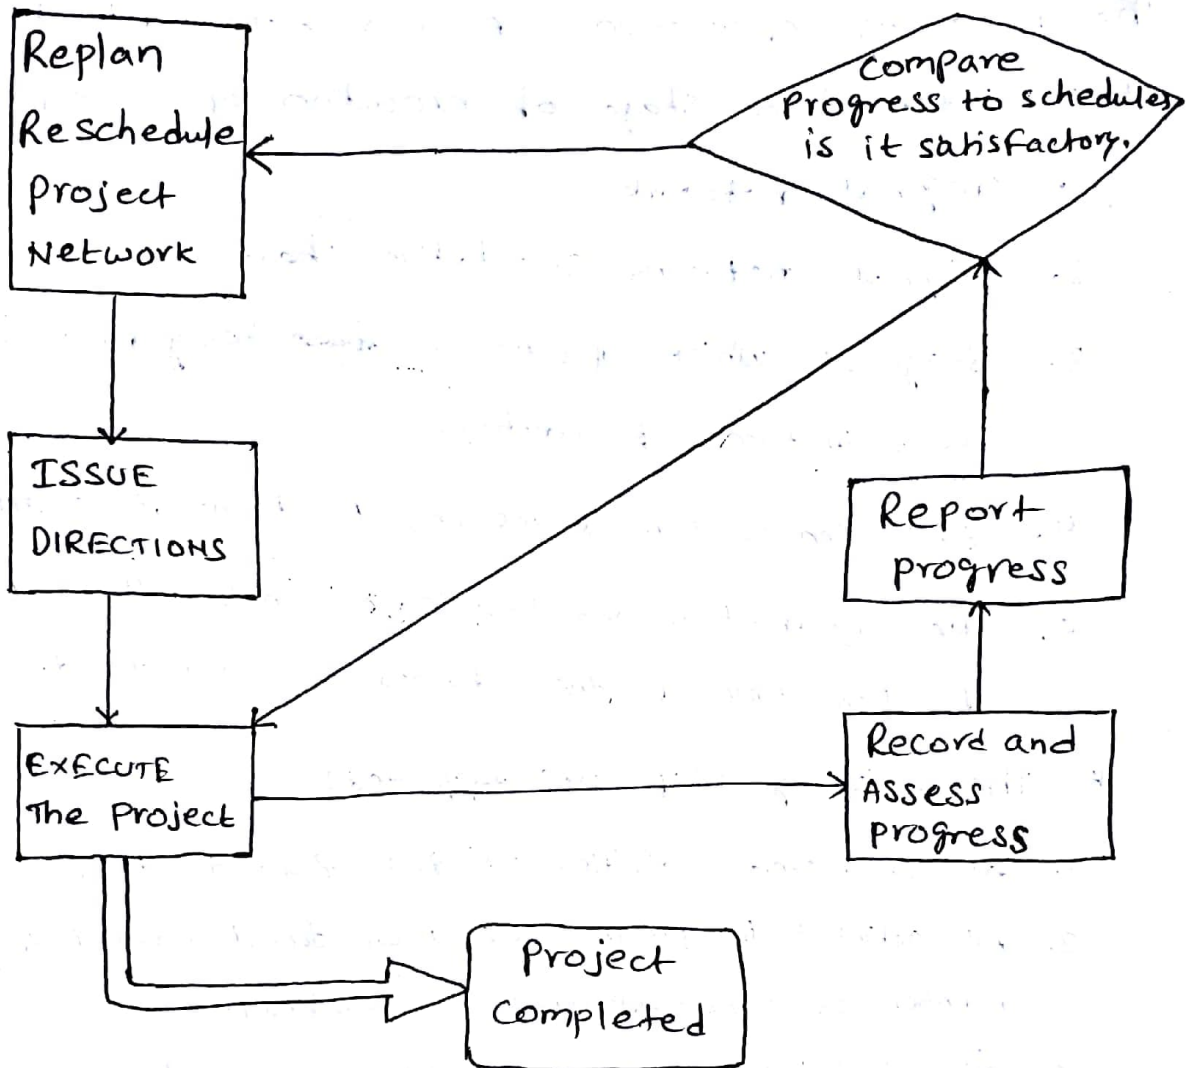 Replan
Reschedule
Project
Network
compare
Progress to schedules
is it satisfactory.
ISSUE
DIRECTIONS
Report
progress
EXECUTE
The Project
Record and
Assess
progress
Project
completed